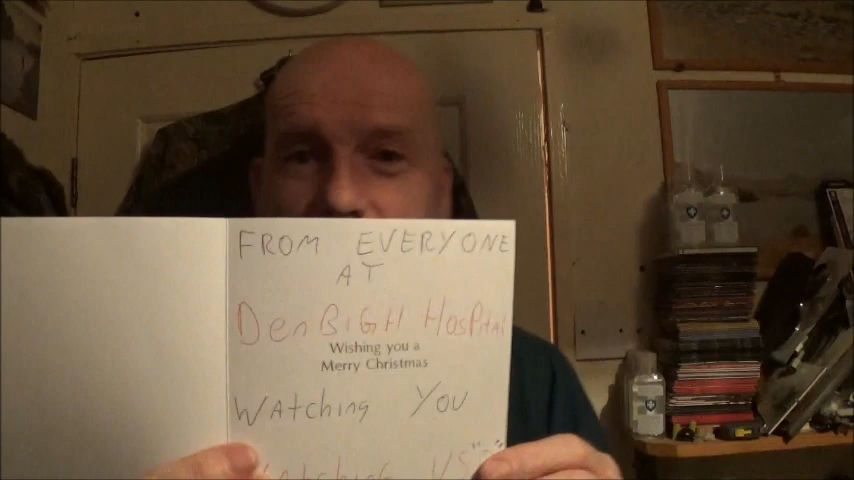 FROM EVERYONE
AT
DenBiGH HosPitAl
Wishing you a
Merry Christmas
WAtcHing YOU